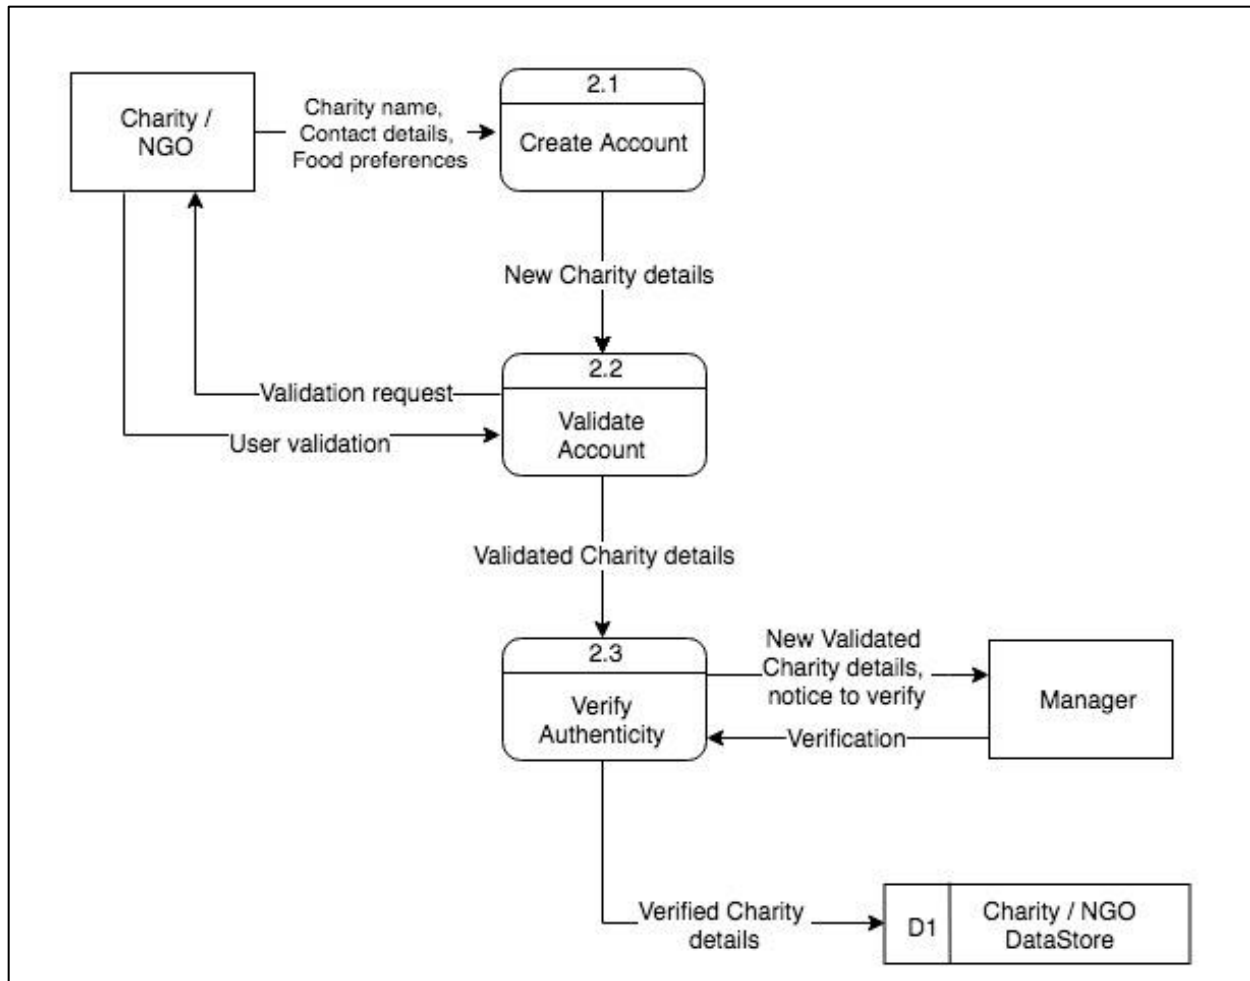 Charity /
NGO
Charity name,
Contact details,
Food preferences
2.1
Create Account
New Charity details
2.2
Validate
Account
Validation request
User validation
Validated Charity details
2.3
Verify
Authenticity
New Validated
Charity details,
notice to verify
Manager
Verification
Verified Charity
details
D1
Charity / NGO
DataStore